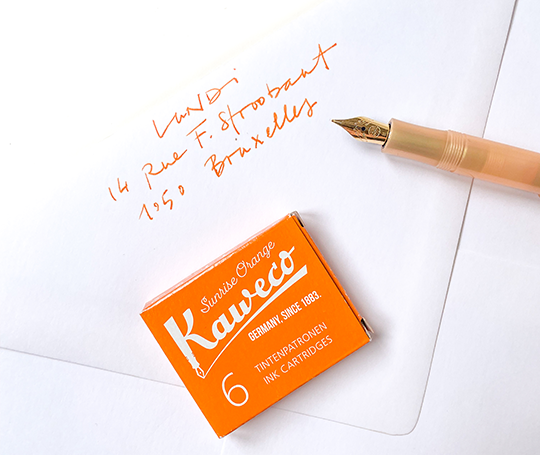 LUNDi
14 Rue F. Stroobant
1050 Bruxelles
Sunrise Orange
Kaweco
GERMANY, SINCE 1883.
6 TINTENPATRONEN
INK CARTRIDGES